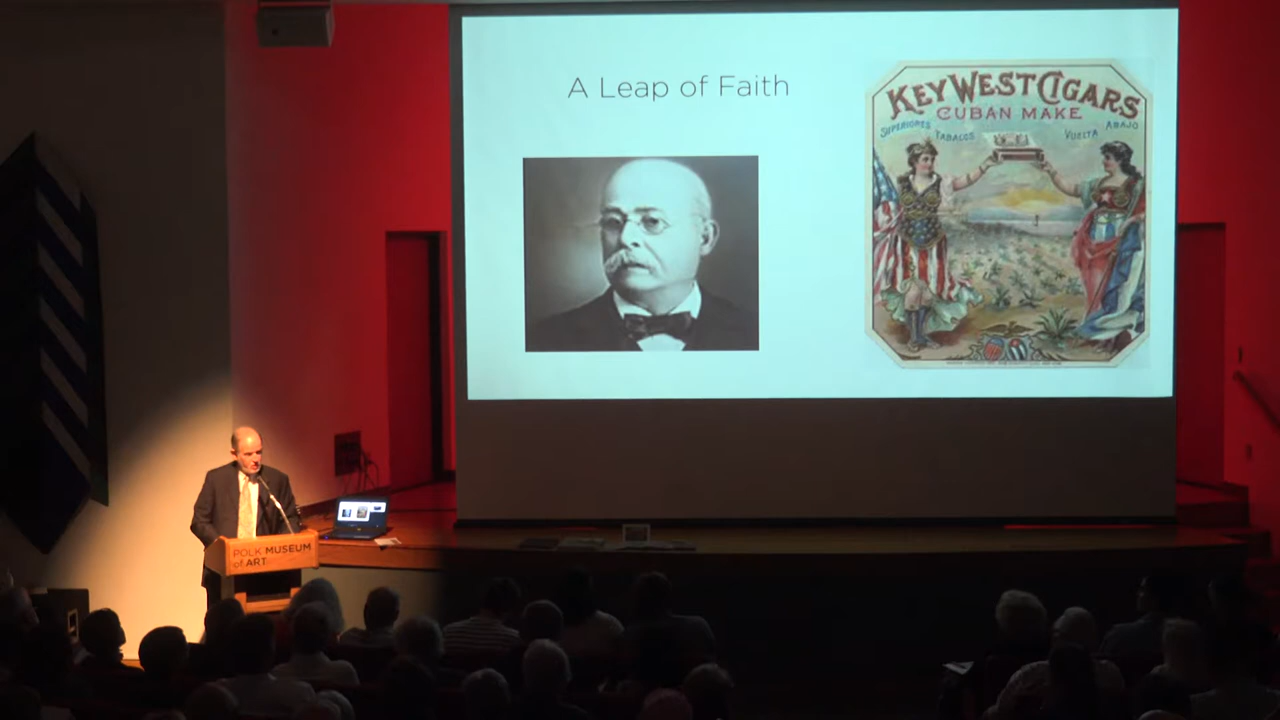 A Leap of Faith
KEY WEST CIGARS
CUBAN MAKE
SUPERIORES TABACOS VUELTA ABAJO
POLK MUSEUM
of ART